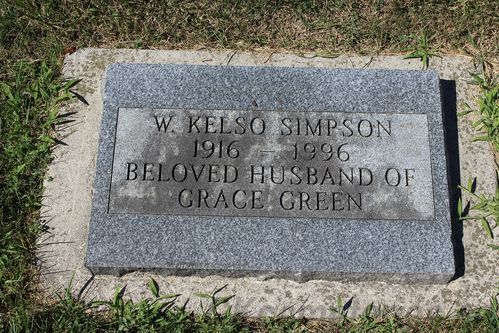 W. KELSO SIMPSON
1916 – 1996
BELOVED HUSBAND OF
GRACE GREEN